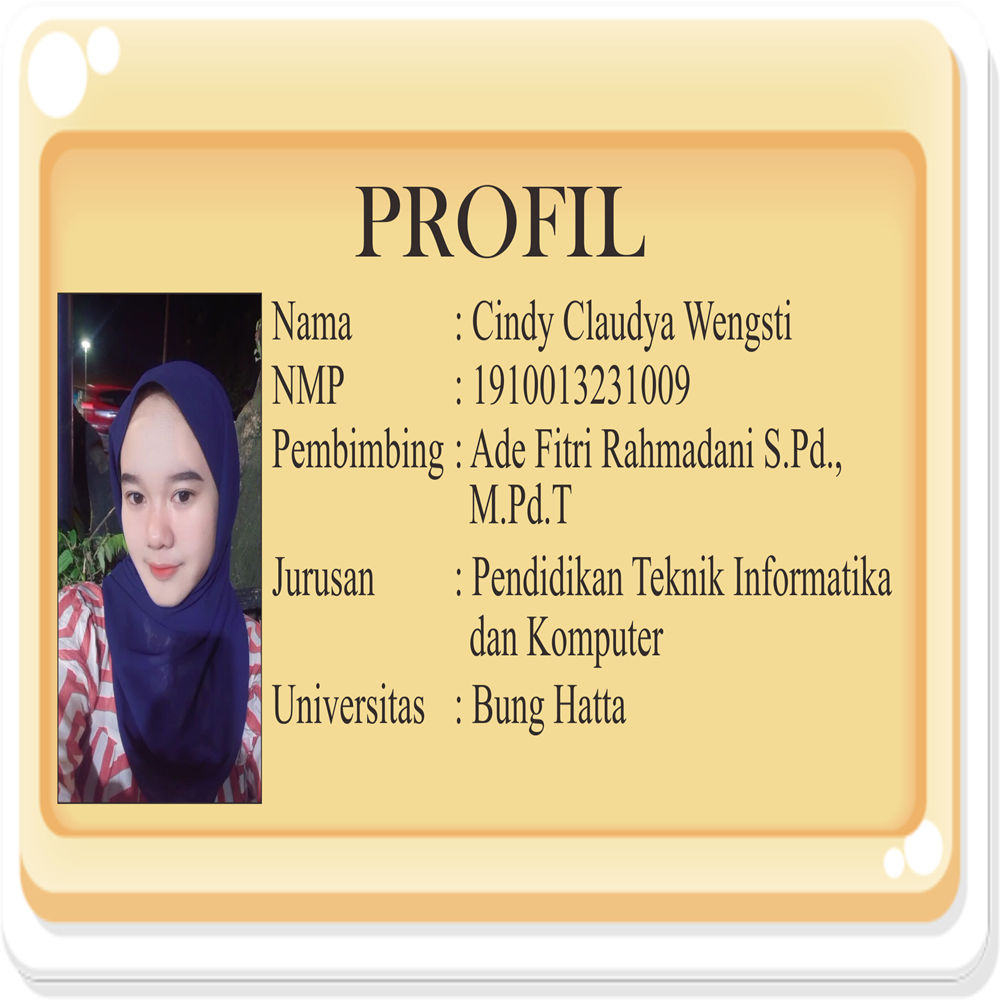 PROFIL
Nama : Cindy Claudya Wengsti
NMP : 1910013231009
Pembimbing : Ade Fitri Rahmadani S.Pd.,
M.Pd.T
Jurusan : Pendidikan Teknik Informatika
dan Komputer
Universitas : Bung Hatta